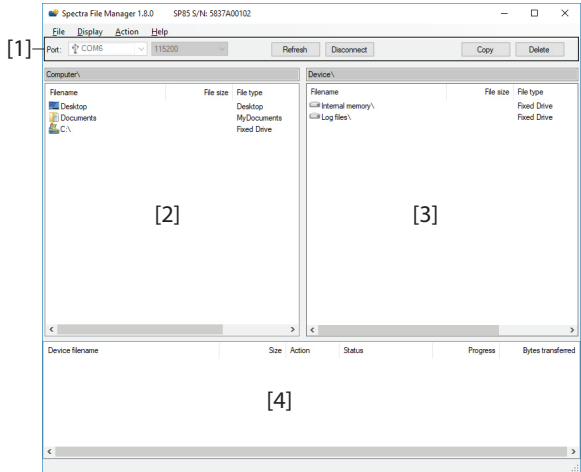 Spectra File Manager 1.8.0 SP85 S/N: 5837A00102
File Display Action Help
[1] Port: COM6 115200 Refresh Disconnect Copy Delete
Computer\ Device\
Filename File size File type Filename File size File type
Desktop Desktop Internal memory\ Fixed Drive
Documents MyDocuments Log files\ Fixed Drive
C:\ Fixed Drive
[2] [3]
Device filename Size Action Status Progress Bytes transferred
[4]